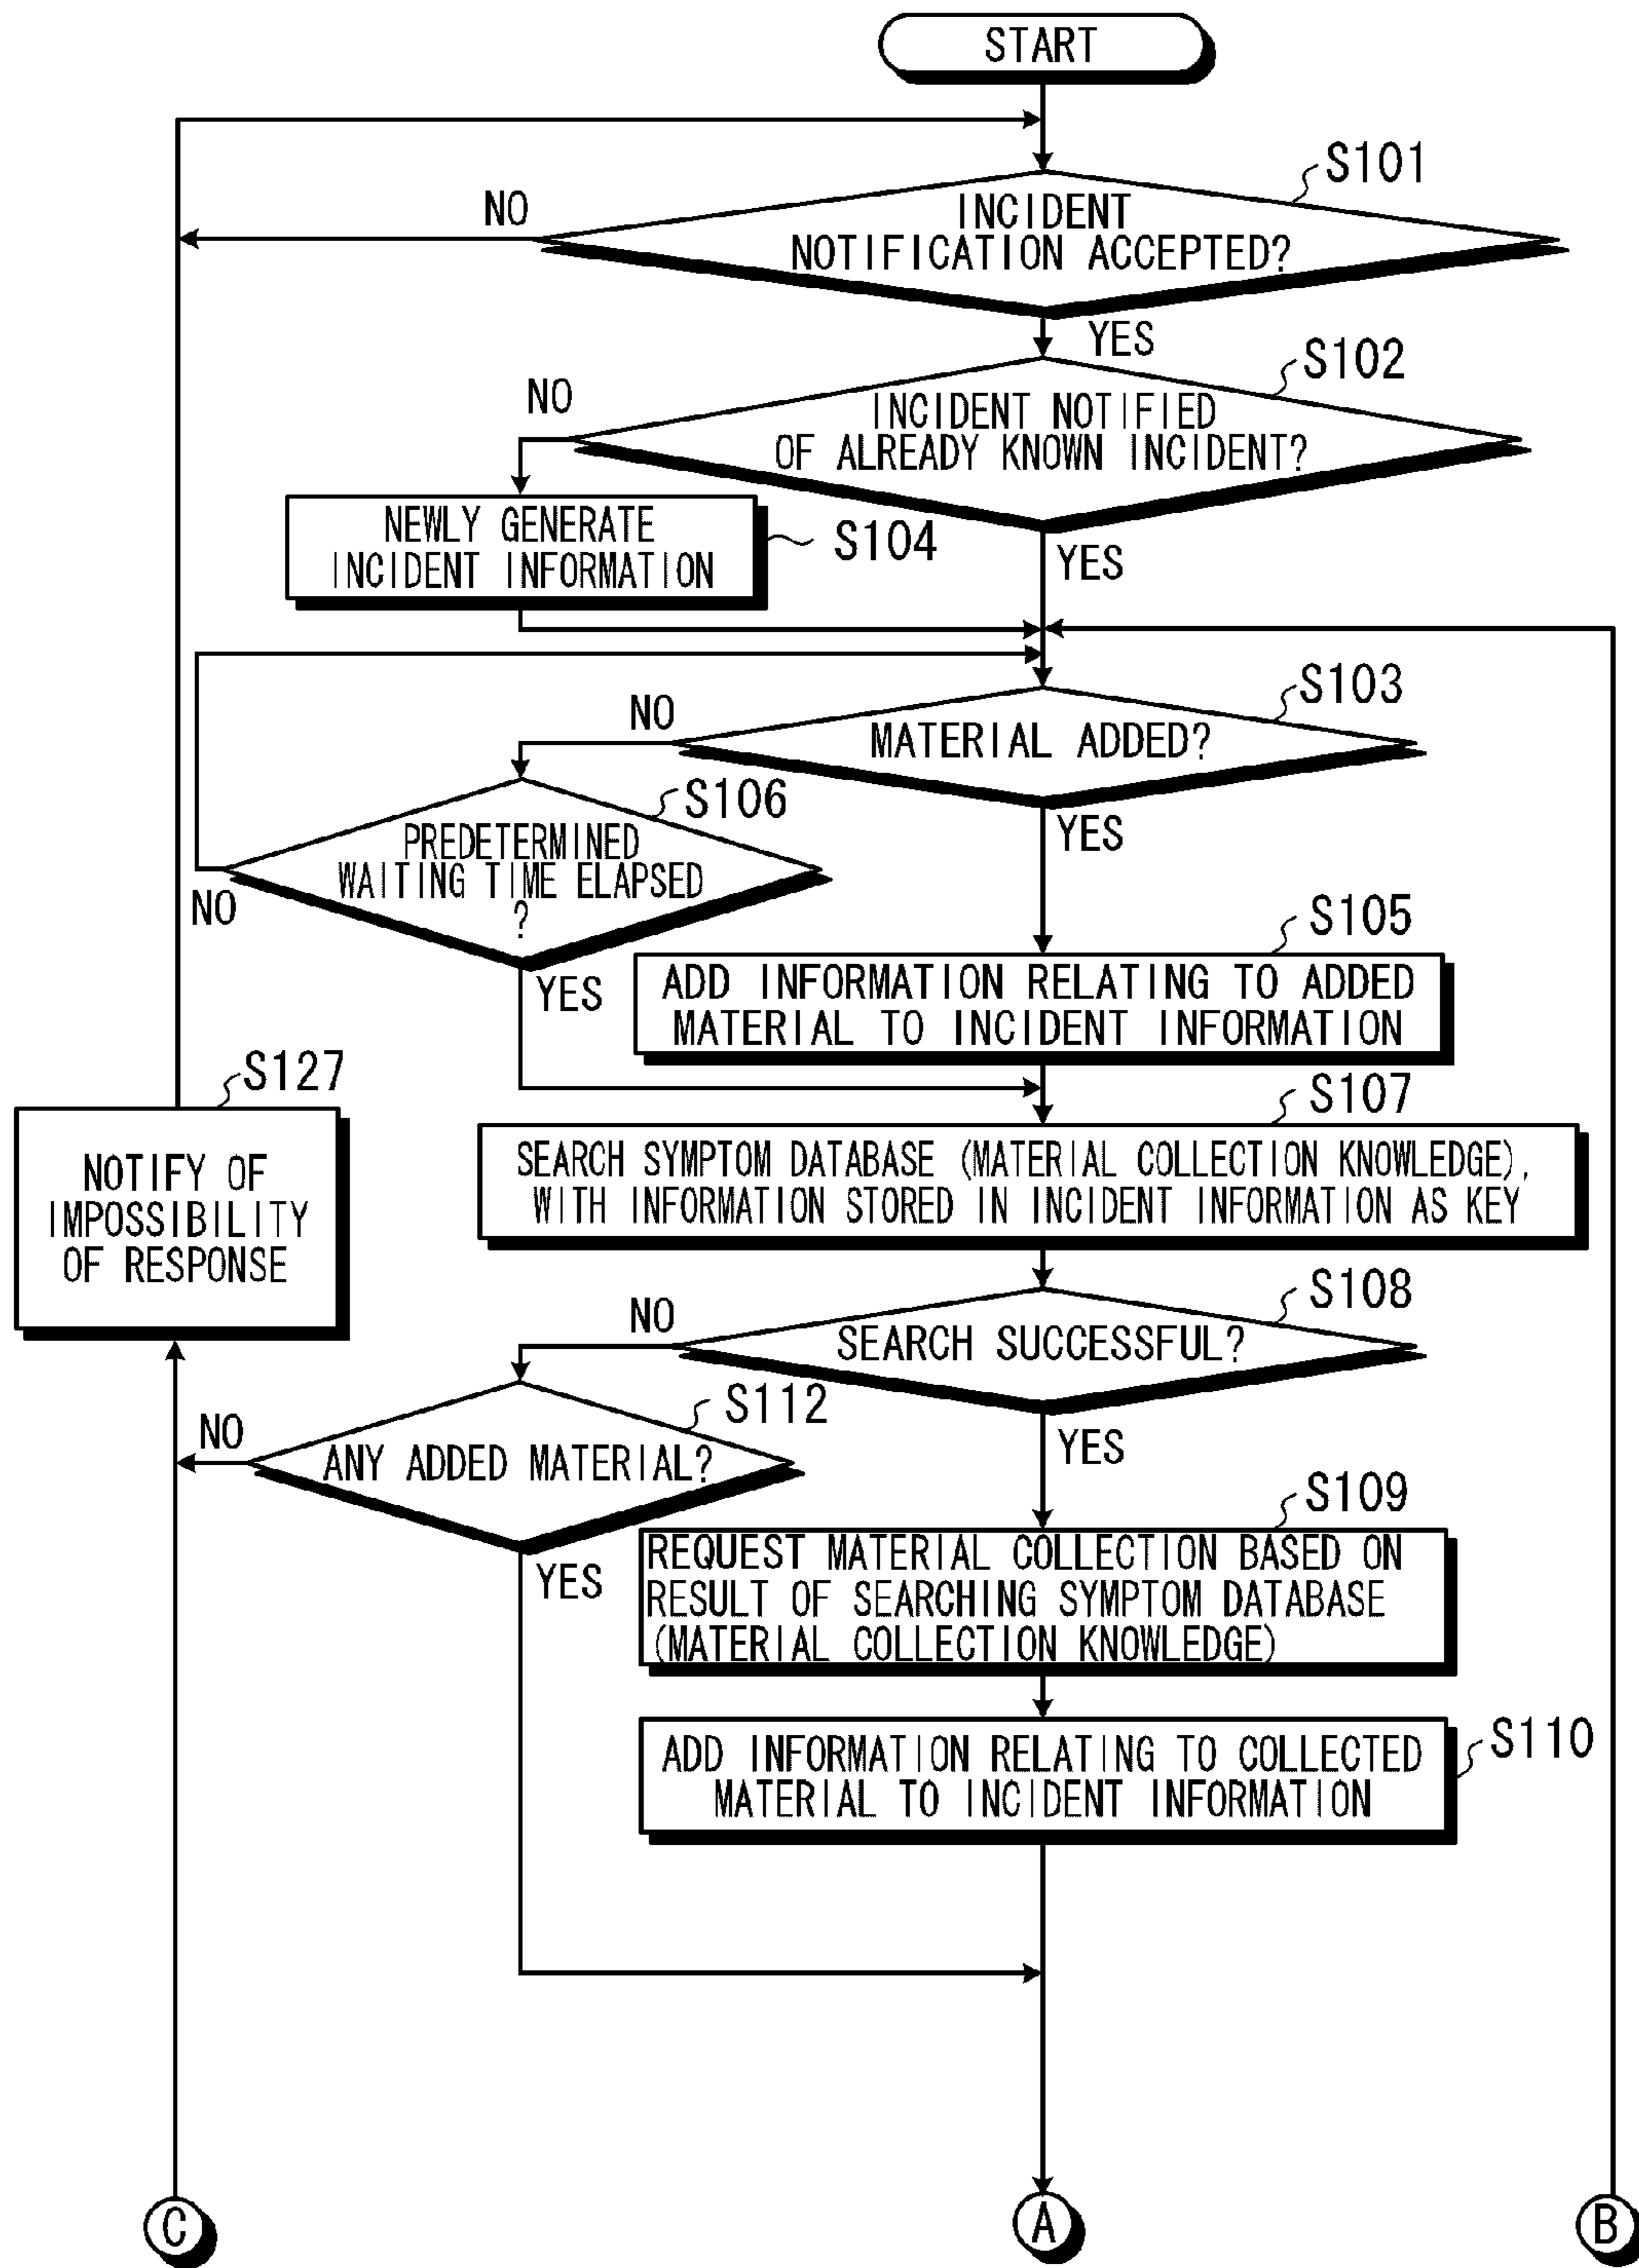 START
S101
NO
INCIDENT
NOTIFICATION ACCEPTED?
YES
S102
NO
INCIDENT NOTIFIED
OF ALREADY KNOWN INCIDENT?
NEWLY GENERATE
INCIDENT INFORMATION
S104
YES
S103
NO
MATERIAL ADDED?
S106
YES
PREDETERMINED
WAITING TIME ELAPSED
?
NO
S105
YES
ADD INFORMATION RELATING TO ADDED
MATERIAL TO INCIDENT INFORMATION
S127
S107
NOTIFY OF
IMPOSSIBILITY
OF RESPONSE
SEARCH SYMPTOM DATABASE (MATERIAL COLLECTION KNOWLEDGE),
WITH INFORMATION STORED IN INCIDENT INFORMATION AS KEY
S108
NO
SEARCH SUCCESSFUL?
S112
NO
YES
ANY ADDED MATERIAL?
S109
YES
REQUEST MATERIAL COLLECTION BASED ON
RESULT OF SEARCHING SYMPTOM DATABASE
(MATERIAL COLLECTION KNOWLEDGE)
S110
ADD INFORMATION RELATING TO COLLECTED
MATERIAL TO INCIDENT INFORMATION
C
A
B